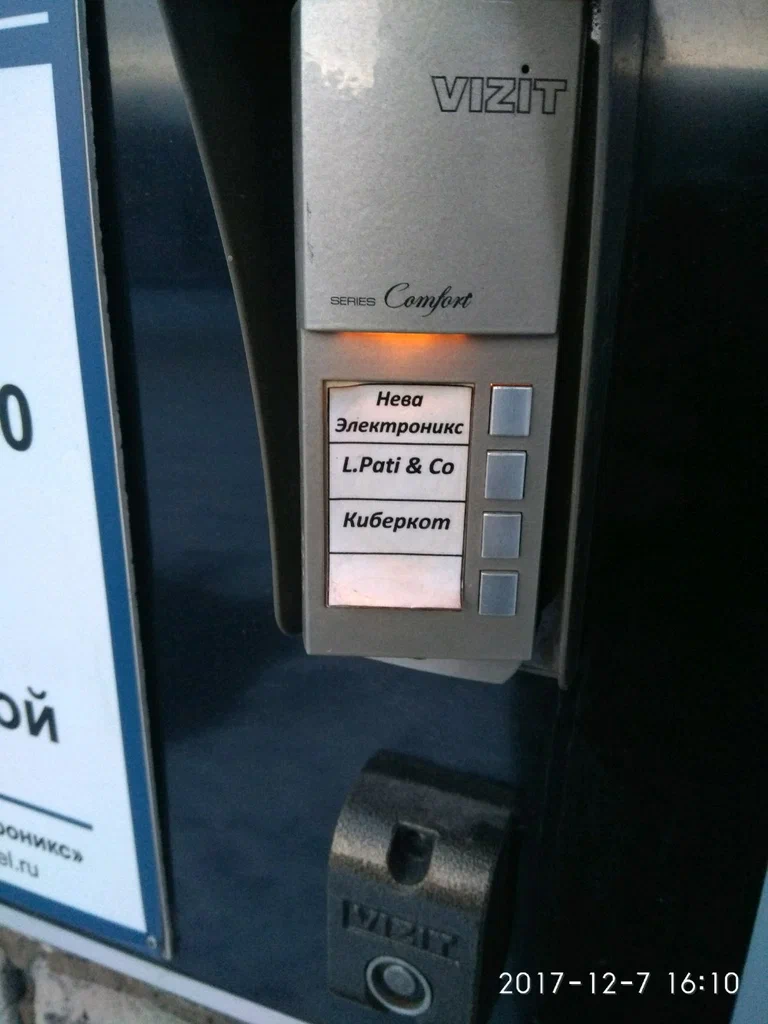 VIZIT
SERIES Comfort
Нева
Электроникс
L.Pati & Co
Киберкот
0
ой
роникс»
el.ru
VIZIT
2017-12-7 16:10